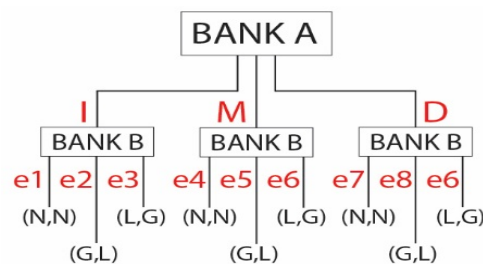 BANK A
I M D
BANK B BANK B BANK B
e1 e2 e3 e4 e5 e6 e7 e8 e6
(N,N) (L,G) (N,N) (L,G) (N,N) (L,G)
(G,L) (G,L) (G,L)